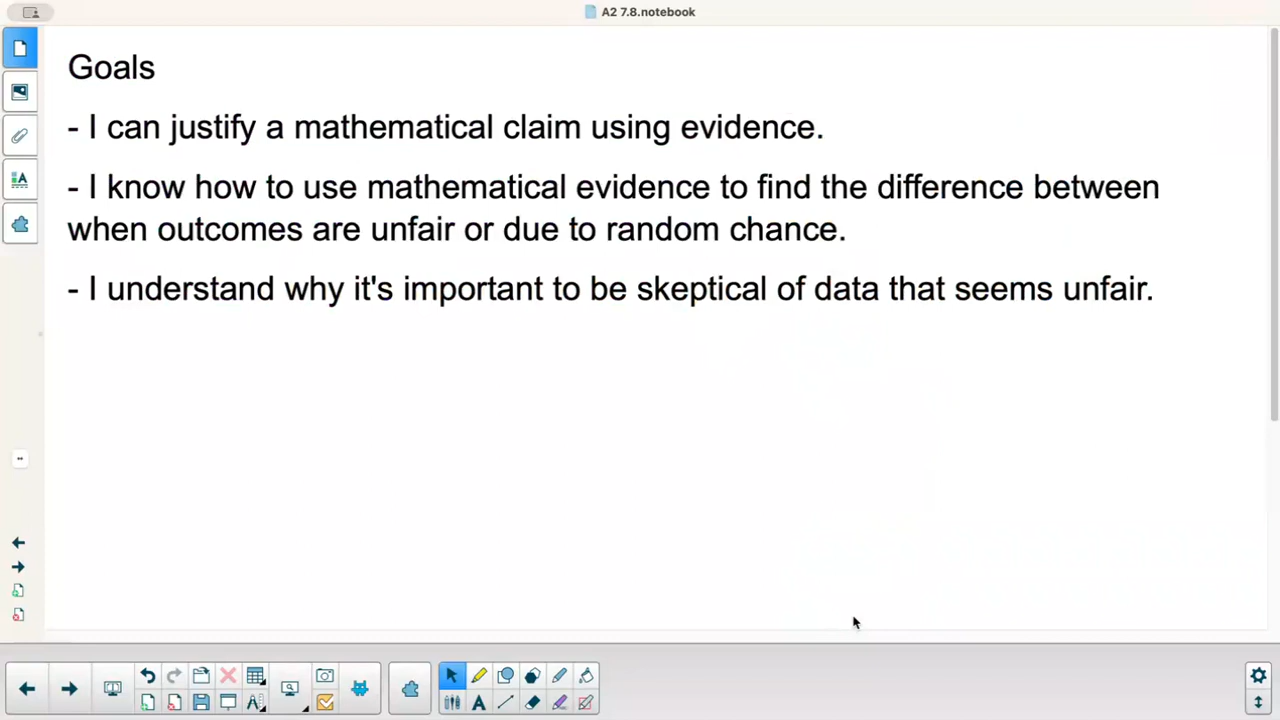 A2 7.8.notebook
Goals
- I can justify a mathematical claim using evidence.
- I know how to use mathematical evidence to find the difference between
when outcomes are unfair or due to random chance.
- I understand why it's important to be skeptical of data that seems unfair.